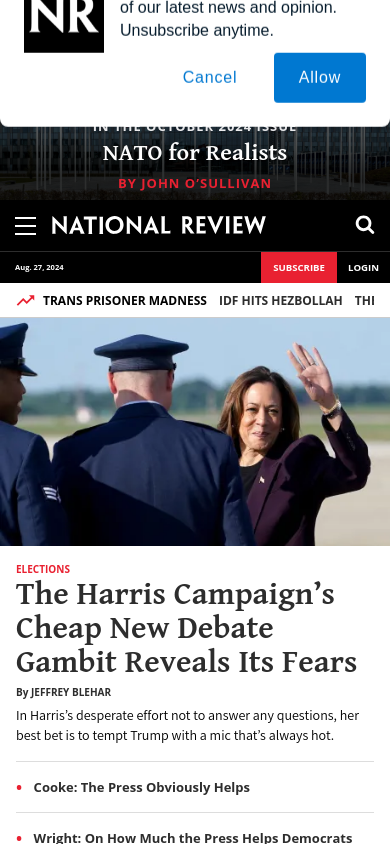 NR
of our latest news and opinion.
Unsubscribe anytime.
Cancel
Allow
IN THE OCTOBER 2024 ISSUE
NATO for Realists
BY JOHN O'SULLIVAN
NATIONAL REVIEW
Aug. 27, 2024
SUBSCRIBE
LOGIN
TRANS PRISONER MADNESS IDF HITS HEZBOLLAH THI
ELECTIONS
The Harris Campaign’s
Cheap New Debate
Gambit Reveals Its Fears
By JEFFREY BLEHAR
In Harris’s desperate effort not to answer any questions, her
best bet is to tempt Trump with a mic that’s always hot.
• Cooke: The Press Obviously Helps
• Wright: On How Much the Press Helps Democrats